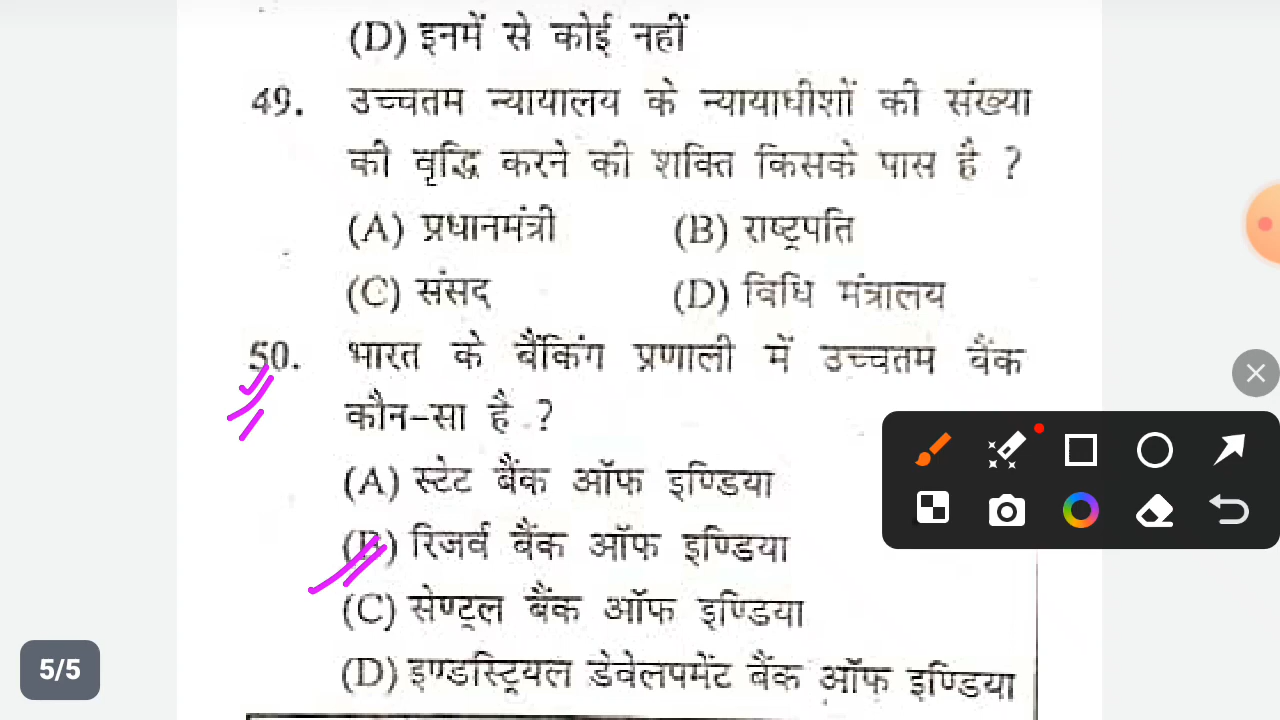 (D) इनमें से कोई नहीं
49. उच्चतम न्यायालय के न्यायाधीशों की संख्या
की वृद्धि करने की शक्ति किसके पास है ?
(A) प्रधानमंत्री (B) राष्ट्रपति
(C) संसद (D) विधि मंत्रालय
50. भारत के बैंकिंग प्रणाली में उच्चतम बैंक
कौन-सा है ?
(A) स्टेट बैंक ऑफ इण्डिया
(B) रिजर्व बैंक ऑफ इण्डिया
(C) सेण्ट्रल बैंक ऑफ इण्डिया
(D) इण्डस्ट्रियल डेवेलपमेंट बैंक ऑफ इण्डिया
5/5